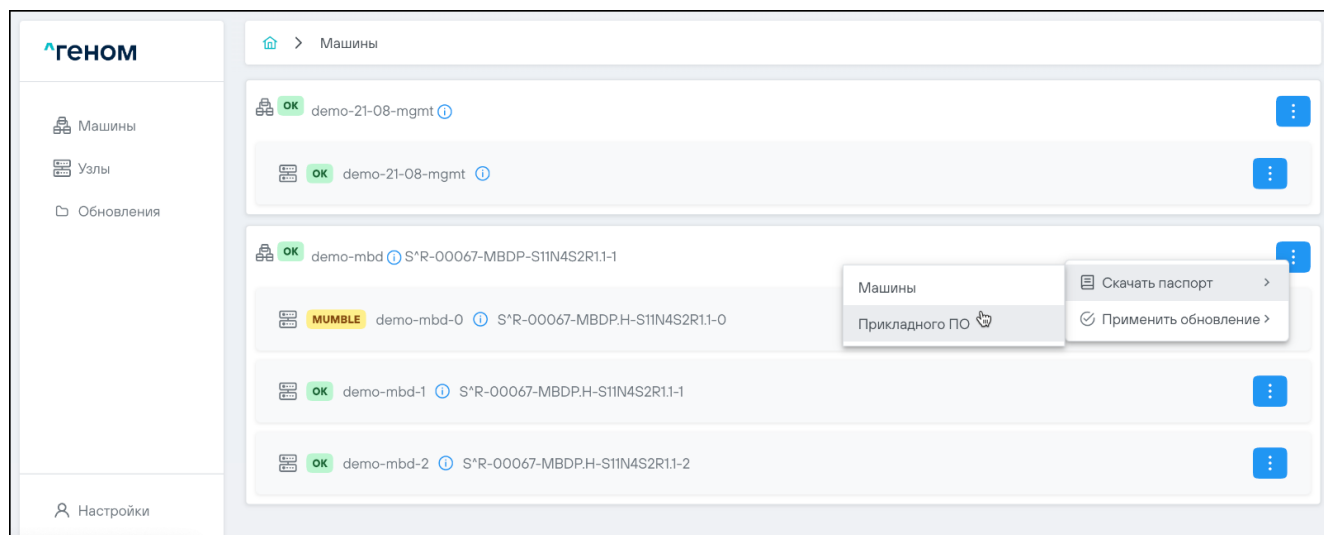 ^геном
Машины
Машины
Узлы
Обновления
Настройки
OK demo-21-08-mgmt
OK demo-21-08-mgmt
OK demo-mbd S^R-00067-MBDP-S11N4S2R1.1-1
Машины
Прикладного ПО
Скачать паспорт
Применить обновление
MUMBLE demo-mbd-0 S^R-00067-MBDP.H-S11N4S2R1.1-0
OK demo-mbd-1 S^R-00067-MBDP.H-S11N4S2R1.1-1
OK demo-mbd-2 S^R-00067-MBDP.H-S11N4S2R1.1-2